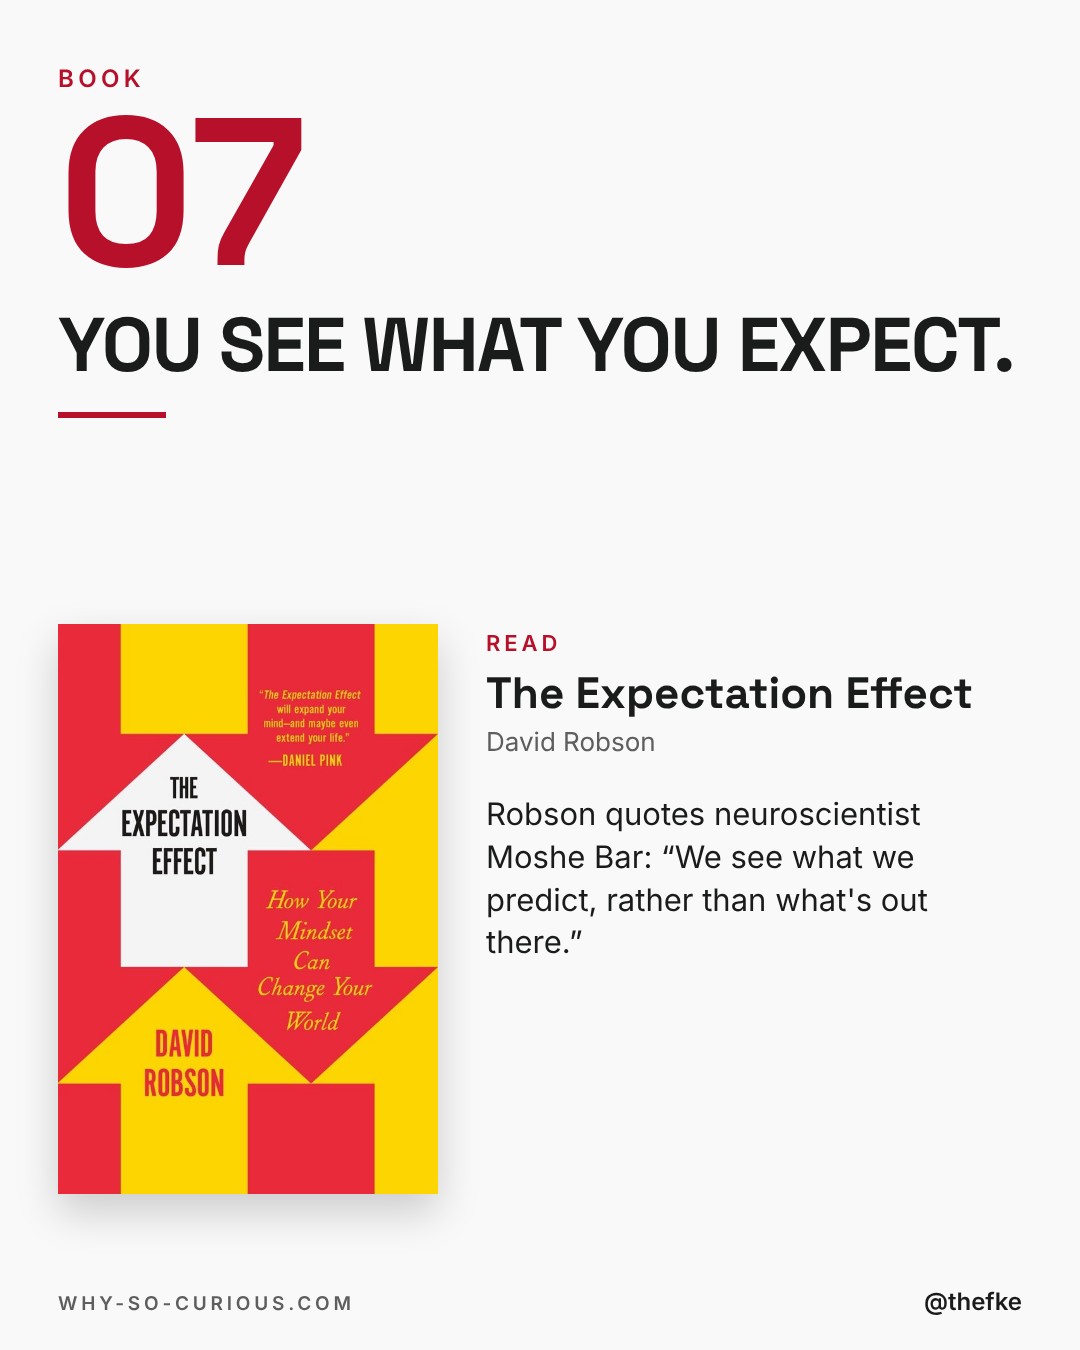 BOOK
07
YOU SEE WHAT YOU EXPECT.
“The Expectation Effect
will expand your
mind—and maybe even
extend your life.”
—DANIEL PINK
THE
EXPECTATION
EFFECT
How Your
Mindset
Can
Change Your
World
DAVID
ROBSON
READ
The Expectation Effect
David Robson
Robson quotes neuroscientist
Moshe Bar: “We see what we
predict, rather than what's out
there.”
WHY-SO-CURIOUS.COM
@thefke